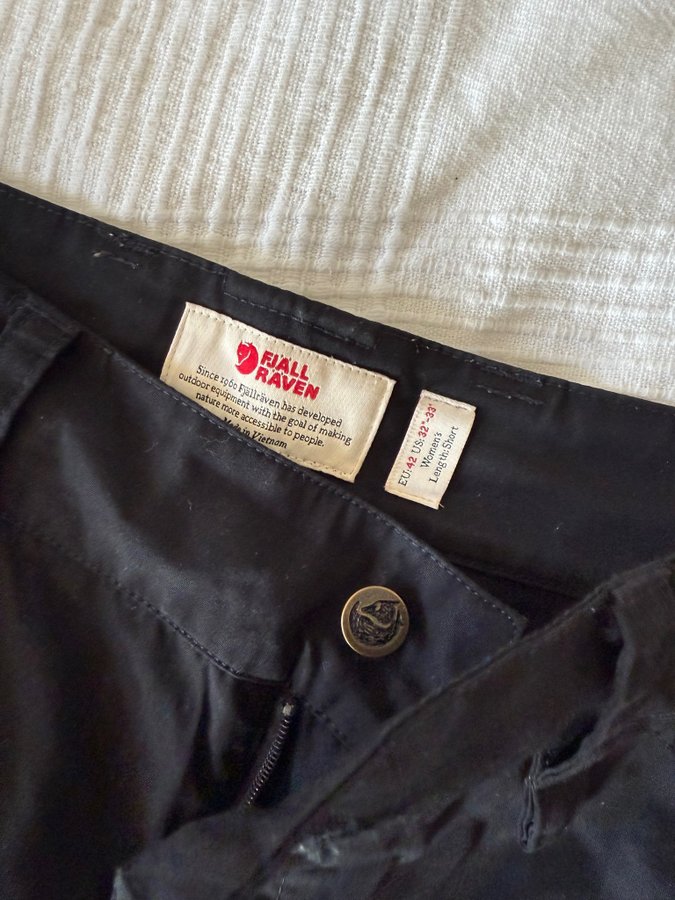 FJÄLL
RÄVEN
Since 1960 Fjällräven has developed
outdoor equipment with the goal of making
nature more accessible to people.
Made in Vietnam
EU:42 US:32"-33"
Women's
Length:Short